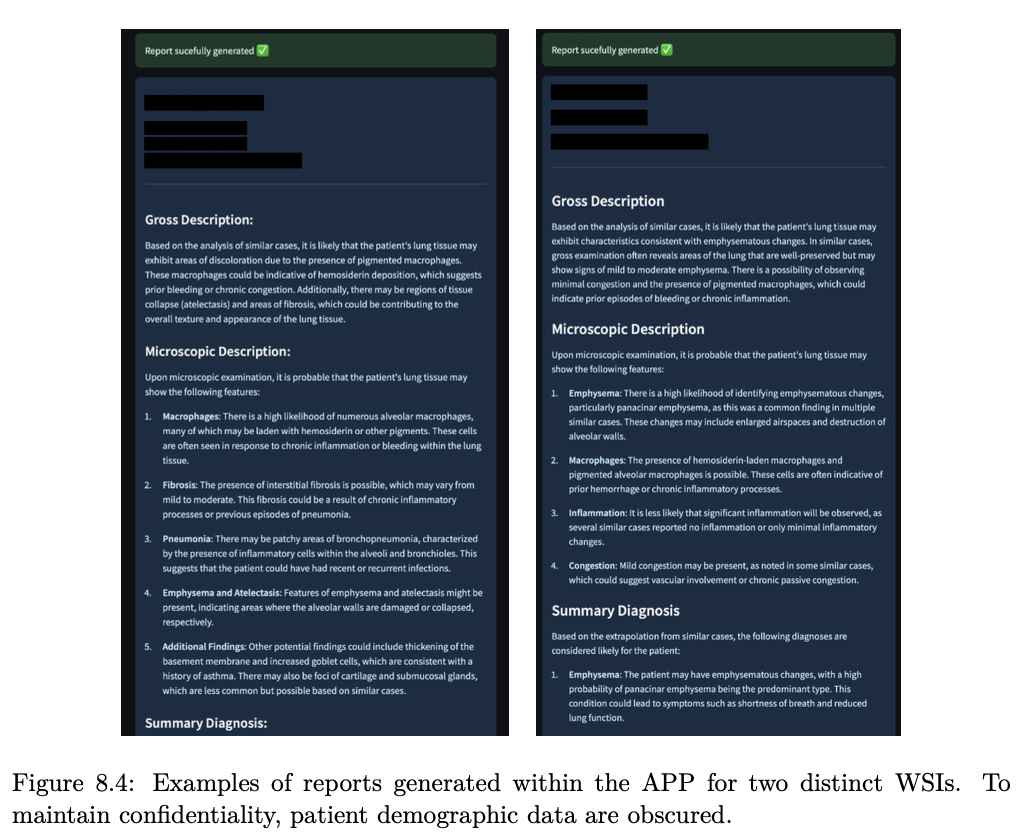 Report sucefully generated ✅
Gross Description:
Based on the analysis of similar cases, it is likely that the patient's lung tissue may
exhibit areas of discoloration due to the presence of pigmented macrophages.
These macrophages could be indicative of hemosiderin deposition, which suggests
prior bleeding or chronic congestion. Additionally, there may be regions of tissue
collapse (atelectasis) and areas of fibrosis, which could be contributing to the
overall texture and appearance of the lung tissue.
Microscopic Description:
Upon microscopic examination, it is probable that the patient's lung tissue may
show the following features:
1. Macrophages: There is a high likelihood of numerous alveolar macrophages,
many of which may be laden with hemosiderin or other pigments. These cells
are often seen in response to chronic inflammation or bleeding within the lung
tissue.
2. Fibrosis: The presence of interstitial fibrosis is possible, which may vary from
mild to moderate. This fibrosis could be a result of chronic inflammatory
processes or previous episodes of pneumonia.
3. Pneumonia: There may be patchy areas of bronchopneumonia, characterized
by the presence of inflammatory cells within the alveoli and bronchioles. This
suggests that the patient could have had recent or recurrent infections.
4. Emphysema and Atelectasis: Features of emphysema and atelectasis might be
present, indicating areas where the alveolar walls are damaged or collapsed,
respectively.
5. Additional Findings: Other potential findings could include thickening of the
basement membrane and increased goblet cells, which are consistent with a
history of asthma. There may also be foci of cartilage and submucosal glands,
which are less common but possible based on similar cases.
Summary Diagnosis:
Report sucefully generated ✅
Gross Description
Based on the analysis of similar cases, it is likely that the patient's lung tissue may
exhibit characteristics consistent with emphysematous changes. In similar cases,
gross examination often reveals areas of the lung that are well-preserved but may
show signs of mild to moderate emphysema. There is a possibility of observing
minimal congestion and the presence of pigmented macrophages, which could
indicate prior episodes of bleeding or chronic inflammation.
Microscopic Description
Upon microscopic examination, it is probable that the patient's lung tissue may
show the following features:
1. Emphysema: There is a high likelihood of identifying emphysematous changes,
particularly panacinar emphysema, as this was a common finding in multiple
similar cases. These changes may include enlarged airspaces and destruction of
alveolar walls.
2. Macrophages: The presence of hemosiderin-laden macrophages and
pigmented alveolar macrophages is possible. These cells are often indicative of
prior hemorrhage or chronic inflammatory processes.
3. Inflammation: It is less likely that significant inflammation will be observed, as
several similar cases reported no inflammation or only minimal inflammatory
changes.
4. Congestion: Mild congestion may be present, as noted in some similar cases,
which could suggest vascular involvement or chronic passive congestion.
Summary Diagnosis
Based on the extrapolation from similar cases, the following diagnoses are
considered likely for the patient:
1. Emphysema: The patient may have emphysematous changes, with a high
probability of panacinar emphysema being the predominant type. This
condition could lead to symptoms such as shortness of breath and reduced
lung function.
Figure 8.4: Examples of reports generated within the APP for two distinct WSIs. To
maintain confidentiality, patient demographic data are obscured.